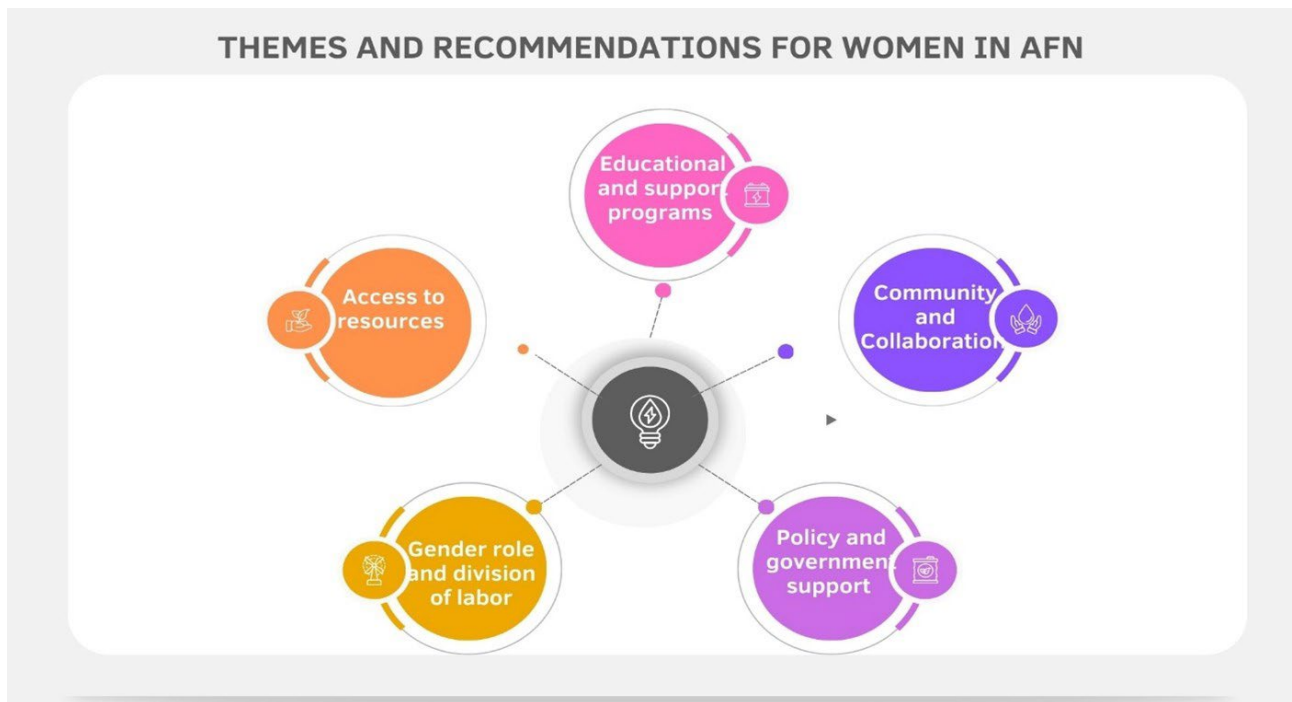 THEMES AND RECOMMENDATIONS FOR WOMEN IN AFN
Educational
and support
programs
Access to
resources
Community
and
Collaboration
Gender role
and division
of labor
Policy and
government
support